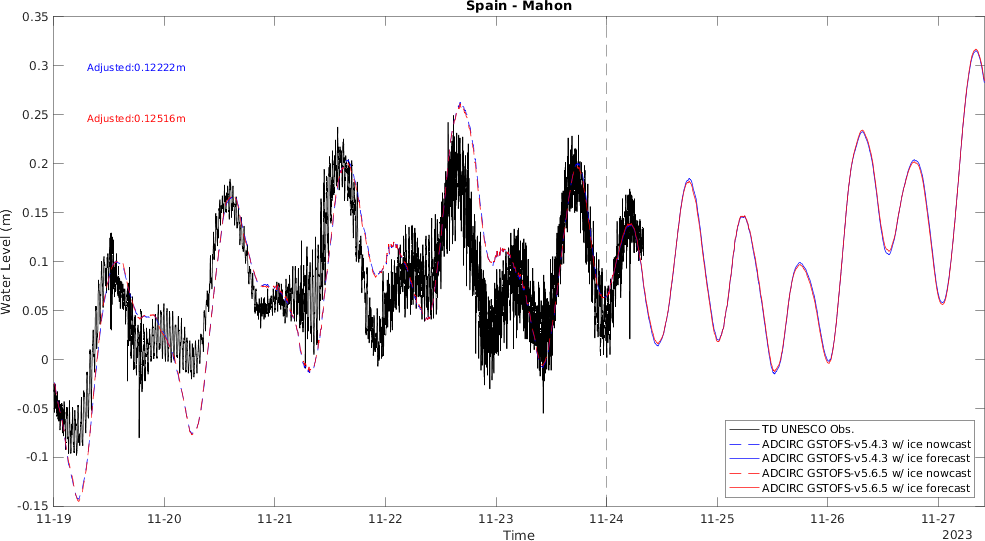 Spain - Mahon
0.35
0.3
0.25
0.2
0.15
0.1
0.05
0
-0.05
-0.1
-0.15
Water Level (m)
Adjusted:0.12222m
Adjusted:0.12516m
TD UNESCO Obs.
ADCIRC GSTOFS-v5.4.3 w/ ice nowcast
ADCIRC GSTOFS-v5.4.3 w/ ice forecast
ADCIRC GSTOFS-v5.6.5 w/ ice nowcast
ADCIRC GSTOFS-v5.6.5 w/ ice forecast
11-19 11-20 11-21 11-22 11-23 11-24 11-25 11-26 11-27
Time
2023